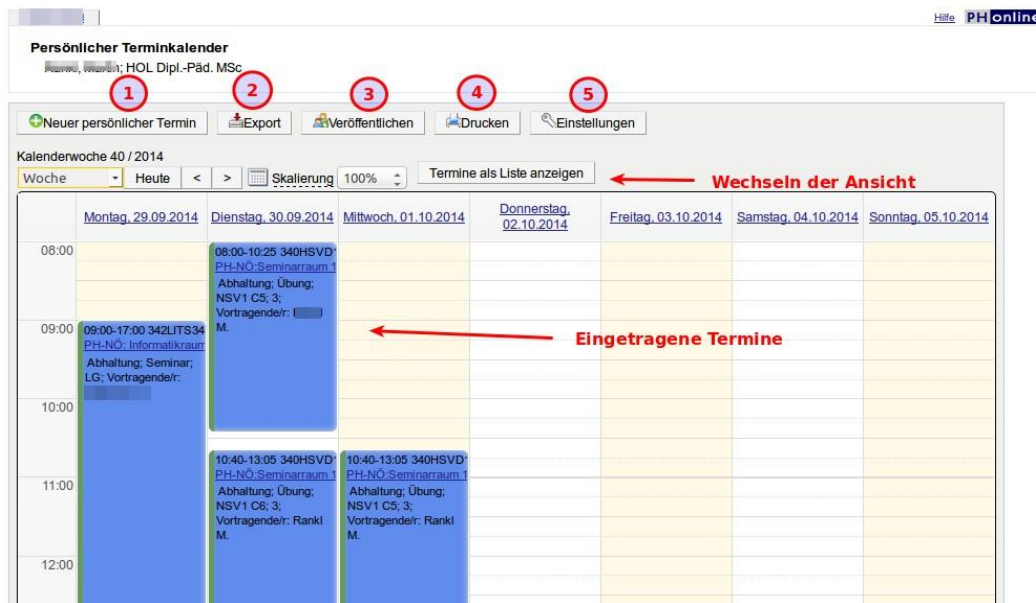 Hilfe PH online
Persönlicher Terminkalender
; HOL Dipl.-Päd. MSc
1 2 3 4 5
Neuer persönlicher Termin Export Veröffentlichen Drucken Einstellungen
Kalenderwoche 40 / 2014
Woche Heute < > Skalierung 100% Termine als Liste anzeigen
Wechseln der Ansicht
Montag, 29.09.2014 Dienstag, 30.09.2014 Mittwoch, 01.10.2014 Donnerstag, 02.10.2014 Freitag, 03.10.2014 Samstag, 04.10.2014 Sonntag, 05.10.2014
08:00
08:00-10:25 340HSVD1
PH-NÖ:Seminarraum 1
Abhaltung; Übung;
NSV1 C5; 3;
Vortragende/r:
M.
09:00
09:00-17:00 342LITS34
PH-NÖ: Informatikraum
Abhaltung; Seminar;
LG; Vortragende/r:
Eingetragene Termine
10:00
10:40-13:05 340HSVD1
PH-NÖ:Seminarraum 1
Abhaltung; Übung;
NSV1 C6; 3;
Vortragende/r: Rankl
M.
10:40-13:05 340HSVD1
PH-NÖ:Seminarraum 1
Abhaltung; Übung;
NSV1 C5; 3;
Vortragende/r: Rankl
M.
11:00
12:00